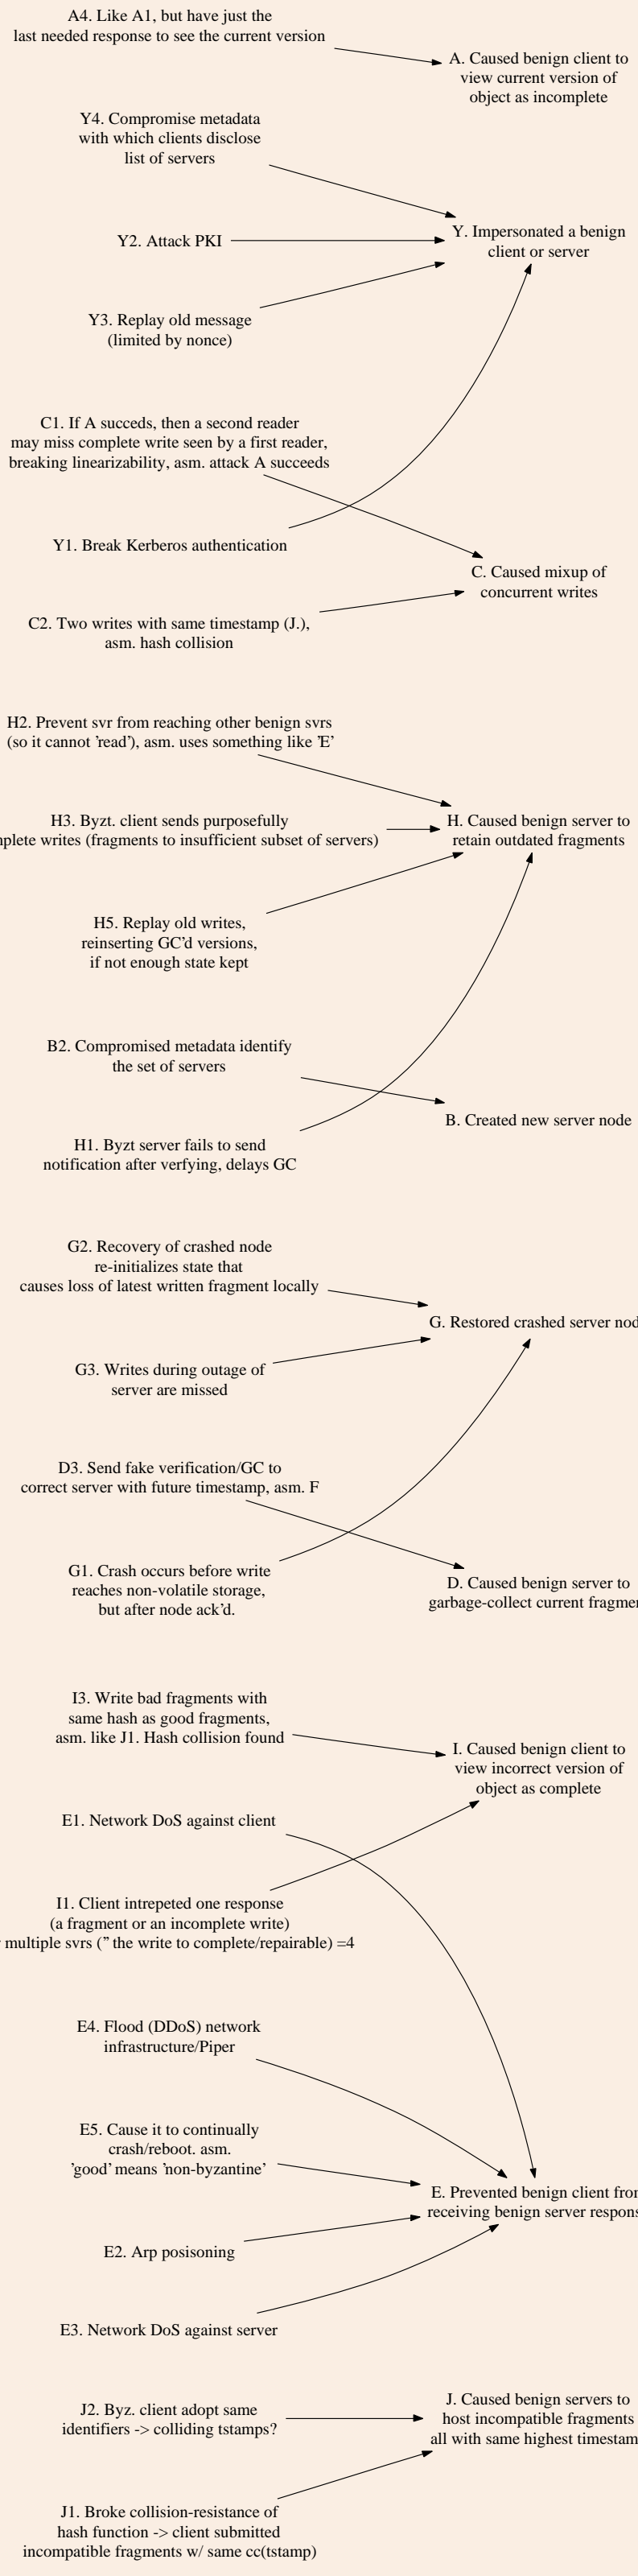 A4. Like A1, but have just the
last needed response to see the current version
A. Caused benign client to
view current version of
object as incomplete
Y4. Compromise metadata
with which clients disclose
list of servers
Y. Impersonated a benign
client or server
Y2. Attack PKI
Y3. Replay old message
(limited by nonce)
C1. If A succeds, then a second reader
may miss complete write seen by a first reader,
breaking linearizability, asm. attack A succeeds
Y1. Break Kerberos authentication
C. Caused mixup of
concurrent writes
C2. Two writes with same timestamp (J.),
asm. hash collision
H2. Prevent svr from reaching other benign svrs
(so it cannot 'read'), asm. uses something like 'E'
H3. Byzt. client sends purposefully
writes (fragments to insufficient subset of servers)
H. Caused benign server to
retain outdated fragments
H5. Replay old writes,
reinserting GC'd versions,
if not enough state kept
B2. Compromised metadata identify
the set of servers
B. Created new server node
H1. Byzt server fails to send
notification after verfying, delays GC
G2. Recovery of crashed node
re-initializes state that
causes loss of latest written fragment locally
G. Restored crashed server nod
G3. Writes during outage of
server are missed
D3. Send fake verification/GC to
correct server with future timestamp, asm. F
G1. Crash occurs before write
reaches non-volatile storage,
but after node ack'd.
D. Caused benign server to
garbage-collect current
I3. Write bad fragments with
same hash as good fragments,
asm. like J1. Hash collision found
I. Caused benign client to
view incorrect version of
object as complete
E1. Network DoS against client
I1. Client intrepeted one response
(a fragment or an incomplete write)
multiple svrs (" the write to complete/repairable) =4
E4. Flood (DDoS) network
infrastructure/Piper
E5. Cause it to continually
crash/reboot. asm.
'good' means 'non-byzantine'
E. Prevented benign client
receiving benign server
E2. Arp posisoning
E3. Network DoS against server
J2. Byz. client adopt same
identifiers -> colliding tstamps?
J. Caused benign servers to
host incompatible fragments
all with same highest
J1. Broke collision-resistance of
hash function -> client submitted
incompatible fragments w/ same cc(tstamp)